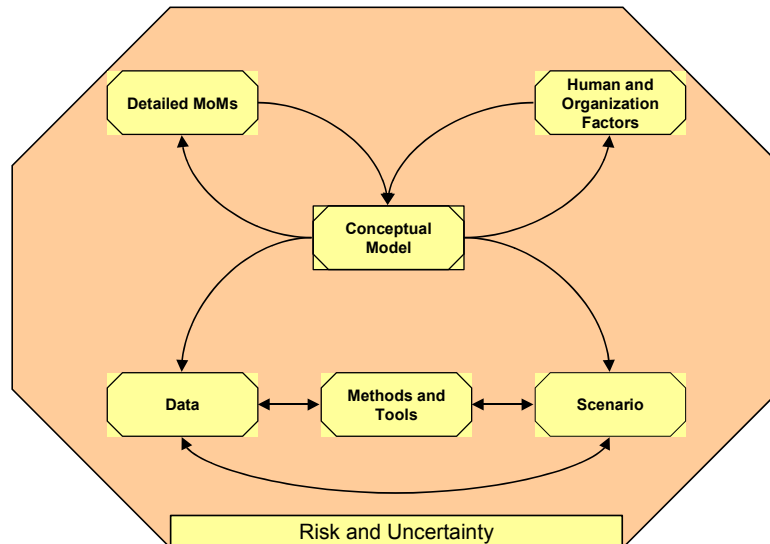 Detailed MoMs
Human and
Organization
Factors
Conceptual
Model
Data
Methods and
Tools
Scenario
Risk and Uncertainty